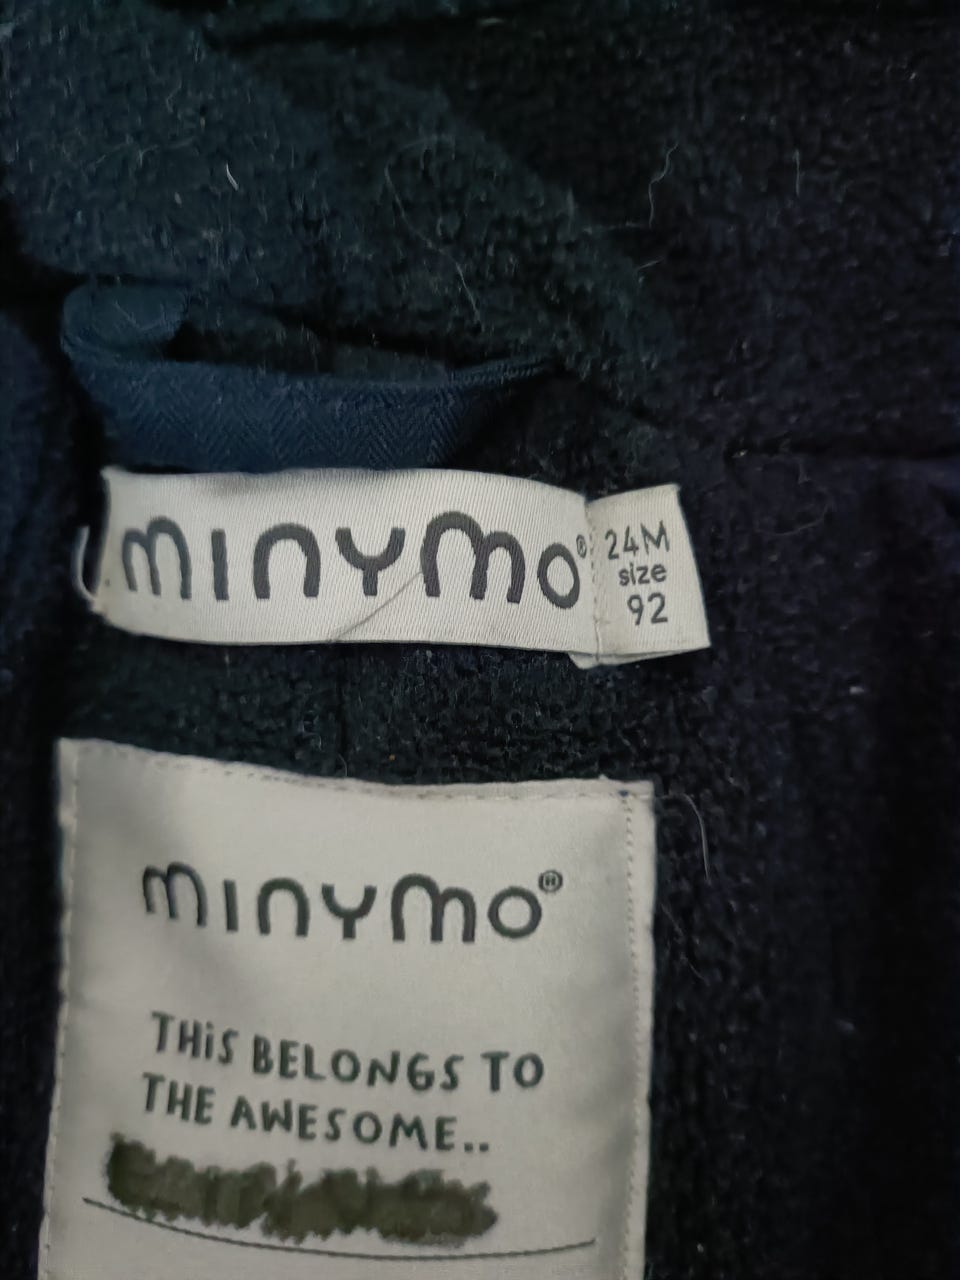 minymo®
24M
size
92
minymo®
THiS BELONGS TO
THE AWESOME..